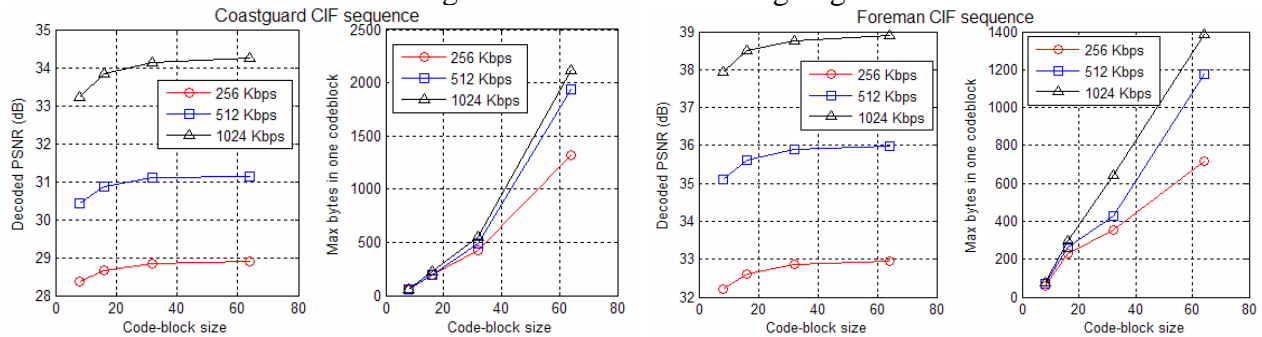 Coastguard CIF sequence
35
34
33
32
31
30
29
28
0 20 40 60 80
Decoded PSNR (dB)
Code-block size
256 Kbps
512 Kbps
1024 Kbps
2500
2000
1500
1000
500
0
0 20 40 60 80
Max bytes in one codeblock
Code-block size
256 Kbps
512 Kbps
1024 Kbps
Foreman CIF sequence
39
38
37
36
35
34
33
32
0 20 40 60 80
Decoded PSNR (dB)
Code-block size
256 Kbps
512 Kbps
1024 Kbps
1400
1200
1000
800
600
400
200
0
0 20 40 60 80
Max bytes in one codeblock
Code-block size
256 Kbps
512 Kbps
1024 Kbps